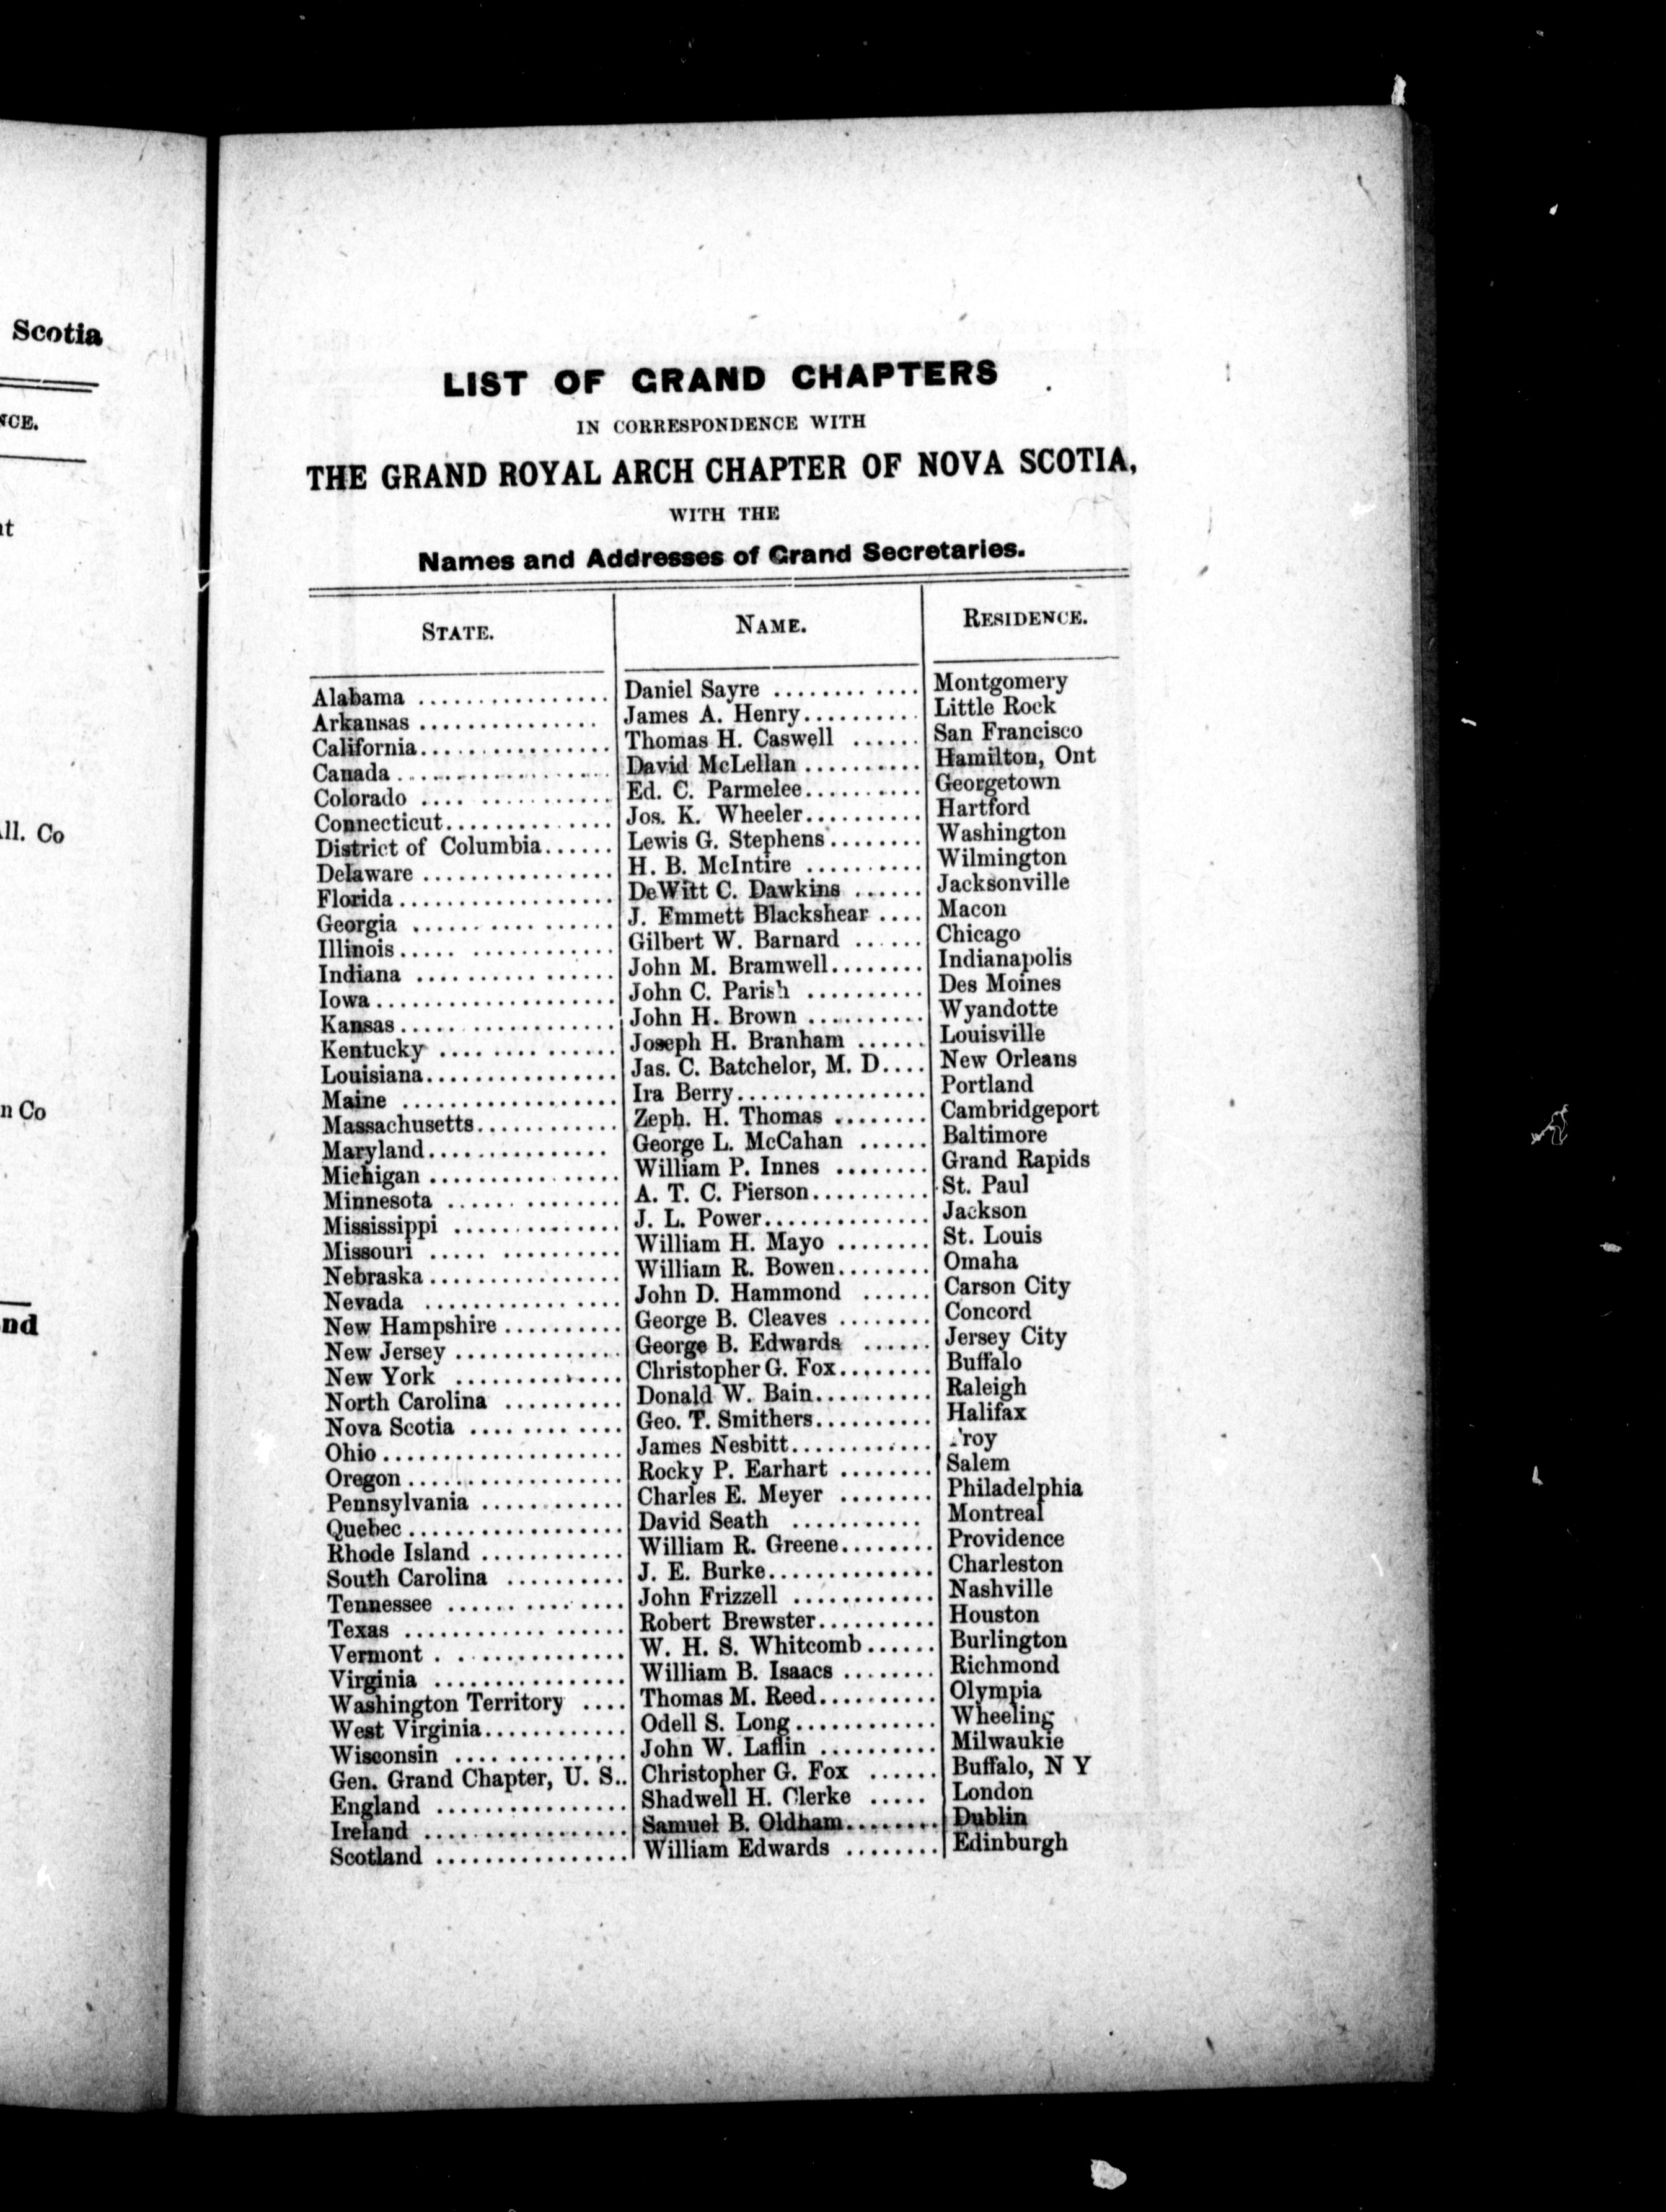 Scotia
CE.
ll. Co
n Co
nd
LIST OF GRAND CHAPTERS
IN CORRESPONDENCE WITH
THE GRAND ROYAL ARCH CHAPTER OF NOVA SCOTIA,
WITH THE
Names and Addresses of Grand Secretaries.
STATE. NAME. RESIDENCE.
Alabama ................ Daniel Sayre ............ Montgomery
Arkansas ............... James A. Henry.......... Little Rock
California................ Thomas H. Caswell ...... San Francisco
Canada .................. David McLellan .......... Hamilton, Ont
Colorado ................ Ed. C. Parmelee.......... Georgetown
Connecticut.............. Jos. K. Wheeler.......... Hartford
District of Columbia...... Lewis G. Stephens........ Washington
Delaware ................ H. B. McIntire .......... Wilmington
Florida .................. DeWitt C. Dawkins ...... Jacksonville
Georgia ................. J. Emmett Blackshear .... Macon
Illinois ................. Gilbert W. Barnard ...... Chicago
Indiana ................. John M. Bramwell........ Indianapolis
Iowa .................... John C. Parish .......... Des Moines
Kansas .................. John H. Brown .......... Wyandotte
Kentucky ............... Joseph H. Branham ...... Louisville
Louisiana................ Jas. C. Batchelor, M. D.... New Orleans
Maine .................. Ira Berry................ Portland
Massachusetts............ Zeph. H. Thomas ........ Cambridgeport
Maryland............... George L. McCahan ...... Baltimore
Michigan ................ William P. Innes ........ Grand Rapids
Minnesota ............... A. T. C. Pierson.......... St. Paul
Mississippi .............. J. L. Power.............. Jackson
Missouri ............... William H. Mayo ........ St. Louis
Nebraska ................ William R. Bowen........ Omaha
Nevada ................. John D. Hammond ...... Carson City
New Hampshire .......... George B. Cleaves ........ Concord
New Jersey .............. George B. Edwards ...... Jersey City
New York .............. Christopher G. Fox........ Buffalo
North Carolina .......... Donald W. Bain.......... Raleigh
Nova Scotia ............. Geo. T. Smithers.......... Halifax
Ohio .................... James Nesbitt............ Troy
Oregon .................. Rocky P. Earhart ........ Salem
Pennsylvania ............ Charles E. Meyer ........ Philadelphia
Quebec .................. David Seath ........... Montreal
Rhode Island ............ William R. Greene........ Providence
South Carolina .......... J. E. Burke.............. Charleston
Tennessee ............... John Frizzell ............ Nashville
Texas .................. Robert Brewster.......... Houston
Vermont ................ W. H. S. Whitcomb...... Burlington
Virginia ................ William B. Isaacs ........ Richmond
Washington Territory .... Thomas M. Reed.......... Olympia
West Virginia............ Odell S. Long............ Wheeling
Wisconsin ............... John W. Laflin .......... Milwaukie
Gen. Grand Chapter, U. S.. Christopher G. Fox ...... Buffalo, N Y
England ................ Shadwell H. Clerke ..... London
Ireland ................. Samuel B. Oldham........ Dublin
Scotland ................ William Edwards ........ Edinburgh